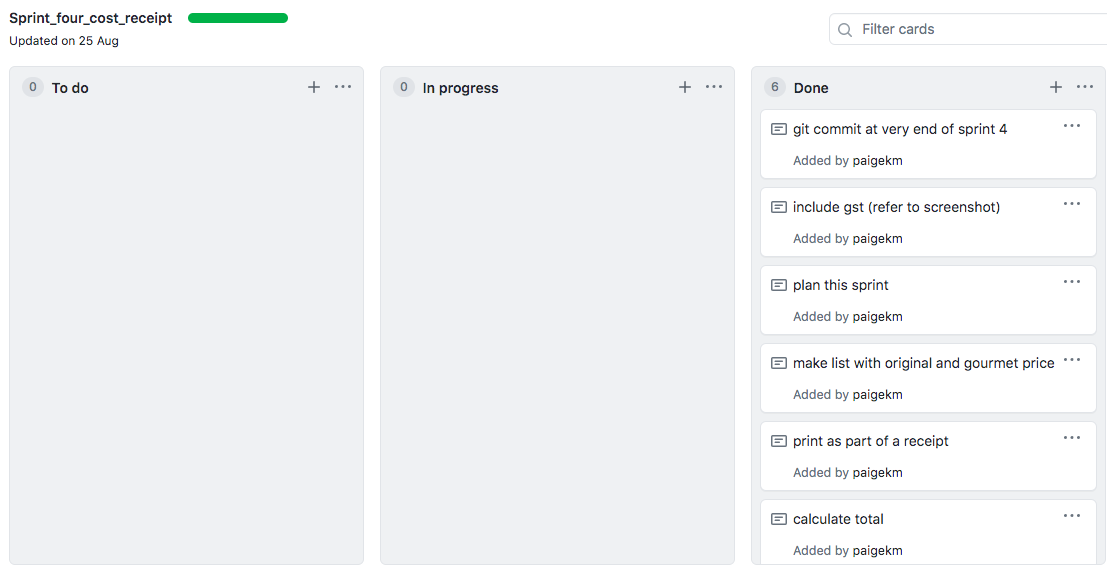 Sprint_four_cost_receipt
Updated on 25 Aug
Filter cards
0 To do
0 In progress
6 Done
git commit at very end of sprint 4
Added by paigekm
include gst (refer to screenshot)
Added by paigekm
plan this sprint
Added by paigekm
make list with original and gourmet price
Added by paigekm
print as part of a receipt
Added by paigekm
calculate total
Added by paigekm